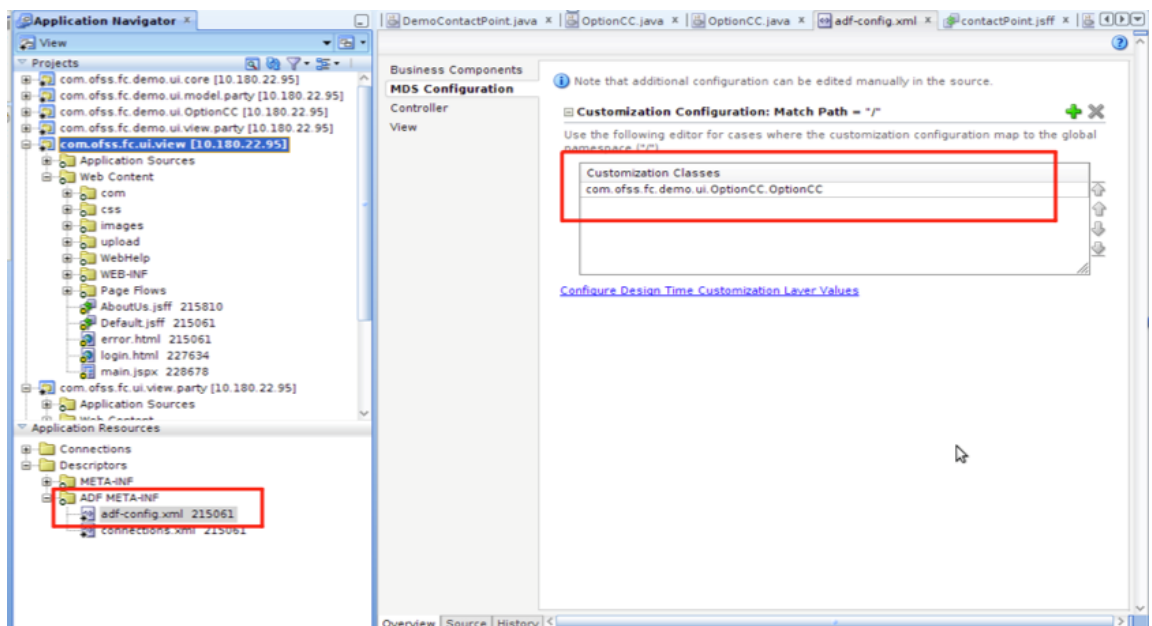 Application Navigator ×
View
Projects
com.ofss.fc.demo.ui.core [10.180.22.95]
com.ofss.fc.demo.ui.model.party [10.180.22.95]
com.ofss.fc.demo.ui.OptionCC [10.180.22.95]
com.ofss.fc.demo.ui.view.party [10.180.22.95]
com.ofss.fc.ui.view [10.180.22.95]
Application Sources
Web Content
com
css
images
upload
WebHelp
WEB-INF
Page Flows
AboutUs.jsff 215810
Default.jsff 215061
error.html 215061
login.html 227634
main.jspx 228678
com.ofss.fc.ui.view.party [10.180.22.95]
Application Sources
Web Content
Application Resources
Connections
Descriptors
META-INF
ADF META-INF
adf-config.xml 215061
connections.xml 215061
DemoContactPoint.java × OptionCC.java × OptionCC.java × adf-config.xml × contactPoint.jsff ×
Business Components
MDS Configuration
Controller
View
Note that additional configuration can be edited manually in the source.
Customization Configuration: Match Path = "/"
Use the following editor for cases where the customization configuration map to the global
namespace ("/")
Customization Classes
com.ofss.fc.demo.ui.OptionCC.OptionCC
Configure Design Time Customization Layer Values
Overview Source History